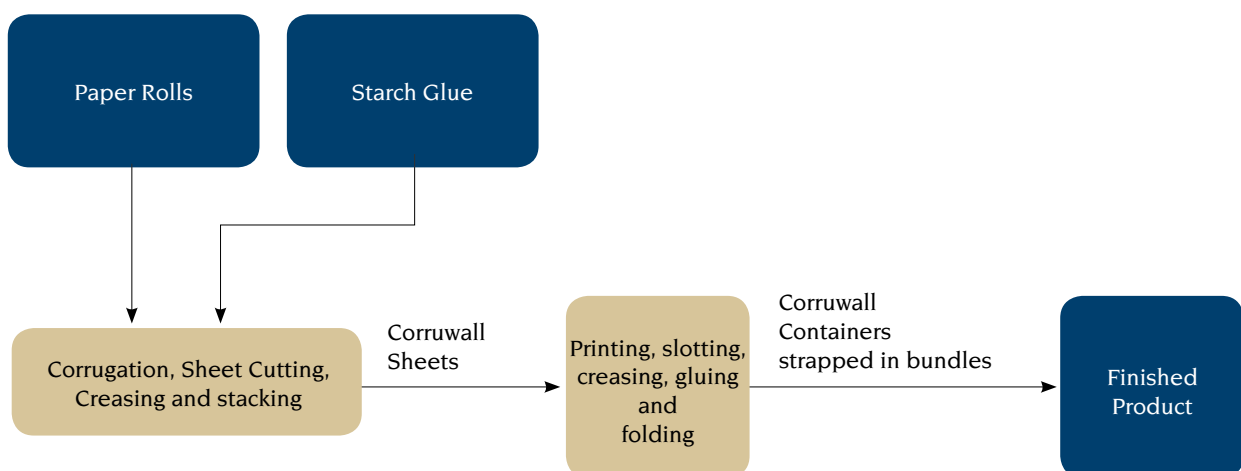 Paper Rolls
Starch Glue
Corrugation, Sheet Cutting,
Creasing and stacking
Corruwall
Sheets
Printing, slotting,
creasing, gluing
and
folding
Corruwall
Containers
strapped in bundles
Finished
Product